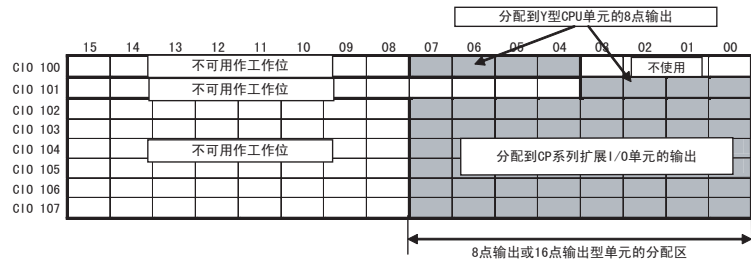 分配到Y型CPU单元的8点输出
15 14 13 12 11 10 09 08 07 06 05 04 03 02 01 00
CIO 100 不可用作工作位 不使用
CIO 101 不可用作工作位
CIO 102
CIO 103
CIO 104 不可用作工作位 分配到CP系列扩展I/O单元的输出
CIO 105
CIO 106
CIO 107
8点输出或16点输出型单元的分配区